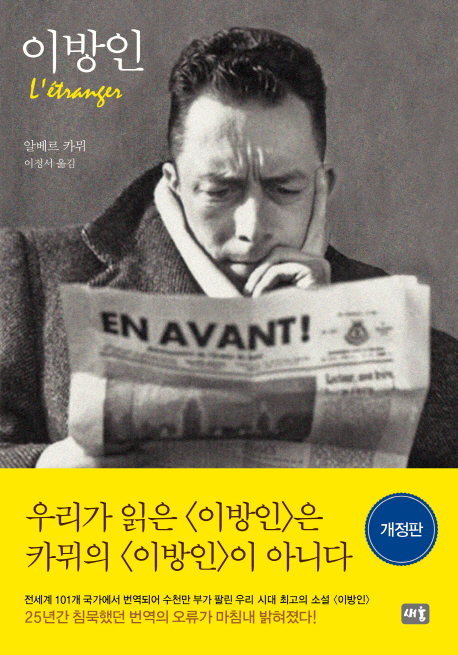 이방인
L'étranger
알베르 카뮈
이정서 옮김
EN AVANT!
우리가 읽은 〈이방인〉은
카뮈의 〈이방인〉이 아니다
개정판
전세계 101개 국가에서 번역되어 수천만 부가 팔린 우리 시대 최고의 소설 〈이방인〉
25년간 침묵했던 번역의 오류가 마침내 밝혀졌다!
새움